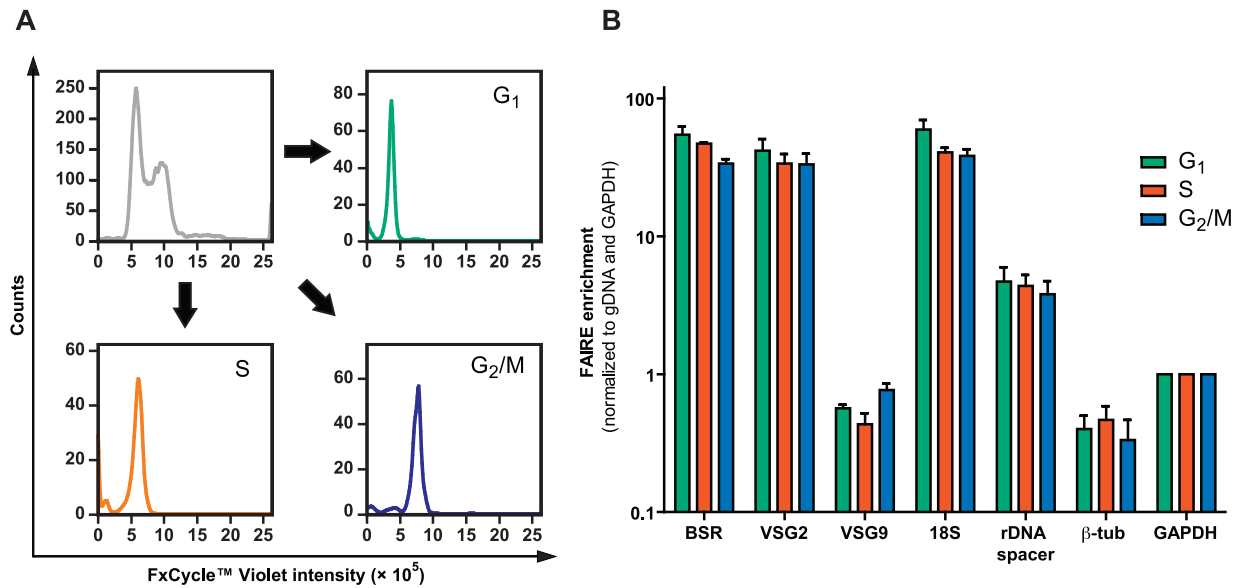 A
B
Counts
250
200
150
100
50
0
0 5 10 15 20 25
G1
80
60
40
20
0
0 5 10 15 20 25
S
60
40
20
0
0 5 10 15 20 25
G2/M
60
40
20
0
0 5 10 15 20 25
FxCycle™ Violet intensity (× 10⁵)
FAIRE enrichment
(normalized to gDNA and GAPDH)
100
10
1
0.1
G1
S
G2/M
BSR VSG2 VSG9 18S rDNA β-tub GAPDH
spacer